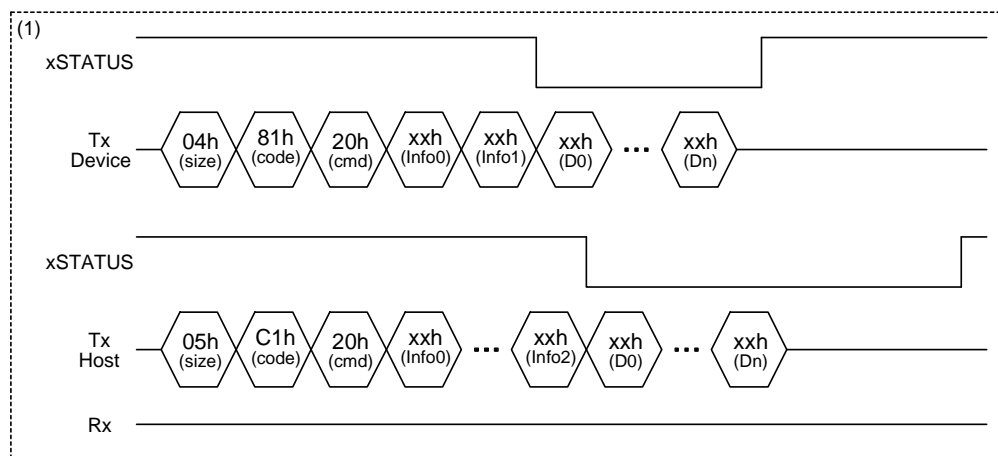 (1)
xSTATUS
Tx
Device
04h
(size)
81h
(code)
20h
(cmd)
xxh
(Info0)
xxh
(Info1)
xxh
(D0)
···
xxh
(Dn)
xSTATUS
Tx
Host
05h
(size)
C1h
(code)
20h
(cmd)
xxh
(Info0)
···
xxh
(Info2)
xxh
(D0)
···
xxh
(Dn)
Rx